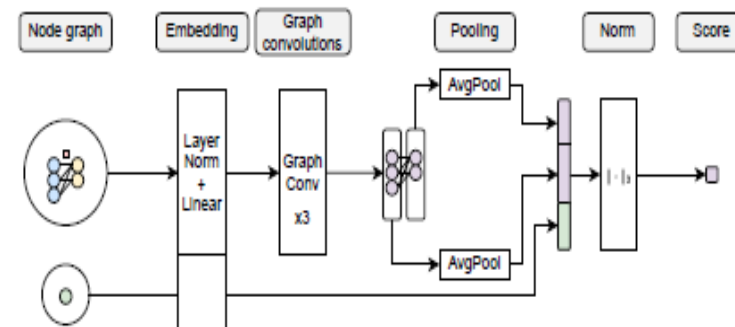 Node graph
Embedding
Graph
convolutions
Pooling
Norm
Score
Layer
Norm
+
Linear
Graph
Conv
x3
AvgPool
AvgPool